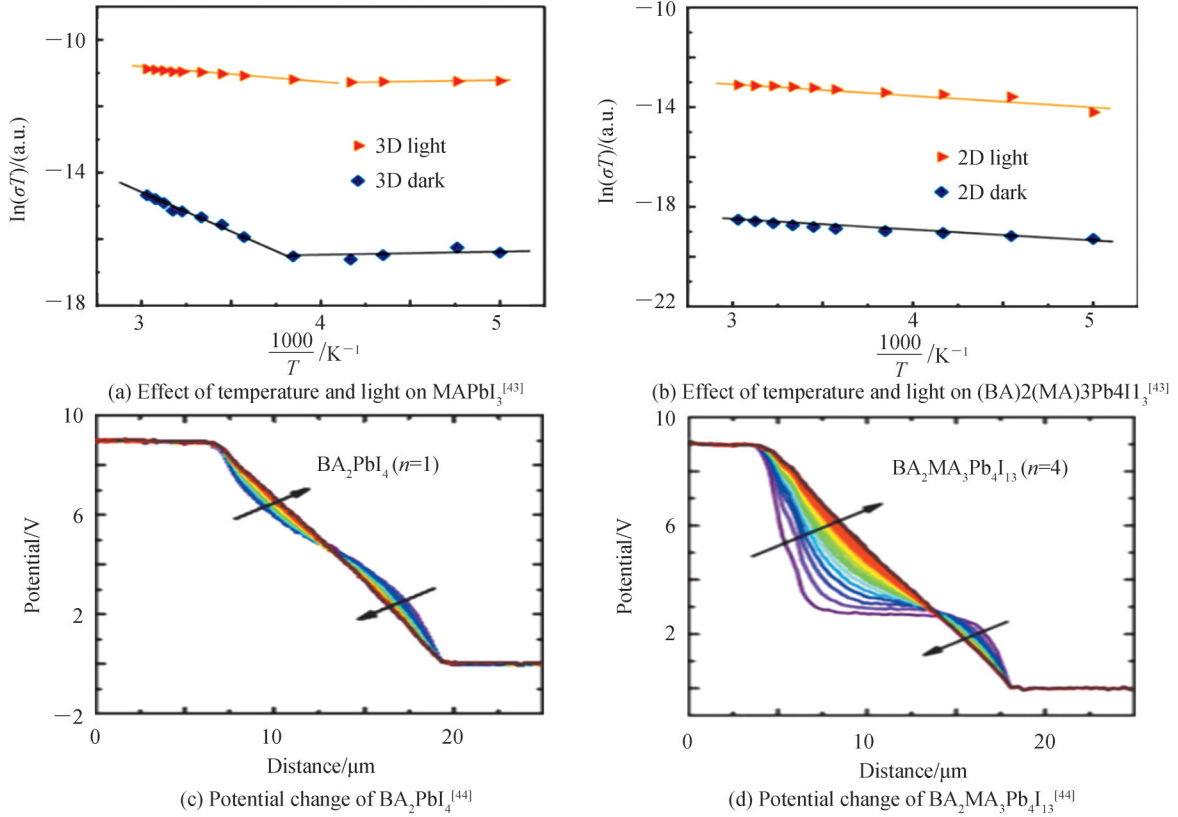 −10
−14
−18
ln(σT)/(a.u.)
3D light
3D dark
3
4
5
1000/T /K−1
(a) Effect of temperature and light on MAPbI3[43]
−10
−14
−18
−22
ln(σT)/(a.u.)
2D light
2D dark
3
4
5
1000/T /K−1
(b) Effect of temperature and light on (BA)2(MA)3Pb4I13[43]
10
6
2
−2
Potential/V
BA2PbI4 (n=1)
0
10
20
Distance/μm
(c) Potential change of BA2PbI4[44]
10
6
2
Potential/V
BA2MA3Pb4I13 (n=4)
0
10
20
Distance/μm
(d) Potential change of BA2MA3Pb4I13[44]